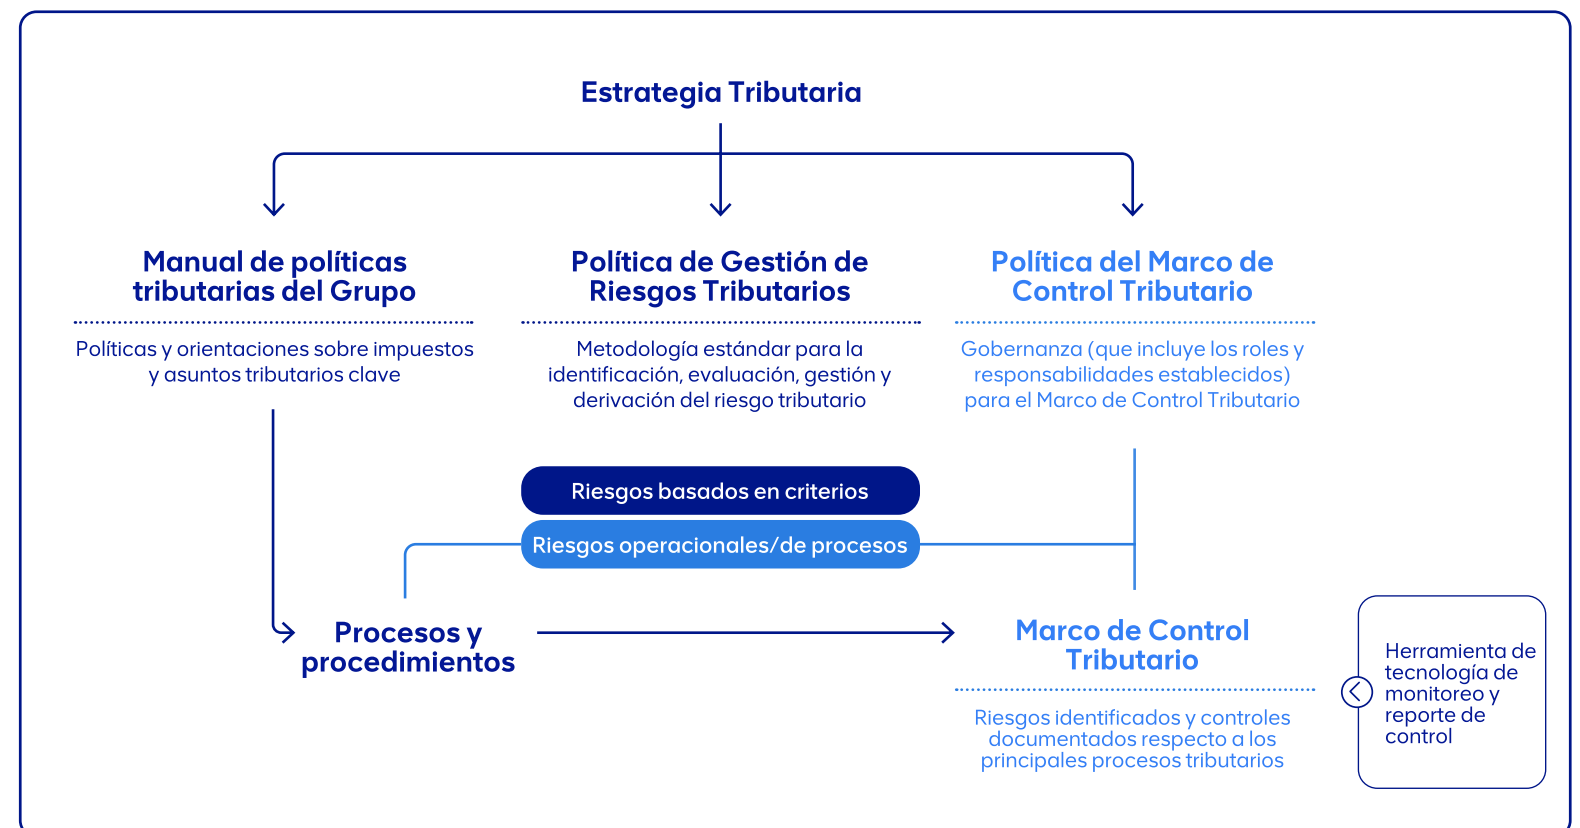 Estrategia Tributaria
Manual de políticas
tributarias del Grupo
Políticas y orientaciones sobre impuestos
y asuntos tributarios clave
Política de Gestión de
Riesgos Tributarios
Metodología estándar para la
identificación, evaluación, gestión y
derivación del riesgo tributario
Política del Marco de
Control Tributario
Gobernanza (que incluye los roles y
responsabilidades establecidos)
para el Marco de Control Tributario
Riesgos basados en criterios
Riesgos operacionales/de procesos
Procesos y
procedimientos
Marco de Control
Tributario
Riesgos identificados y controles
documentados respecto a los
principales procesos tributarios
Herramienta de
tecnología de
monitoreo y
reporte de
control